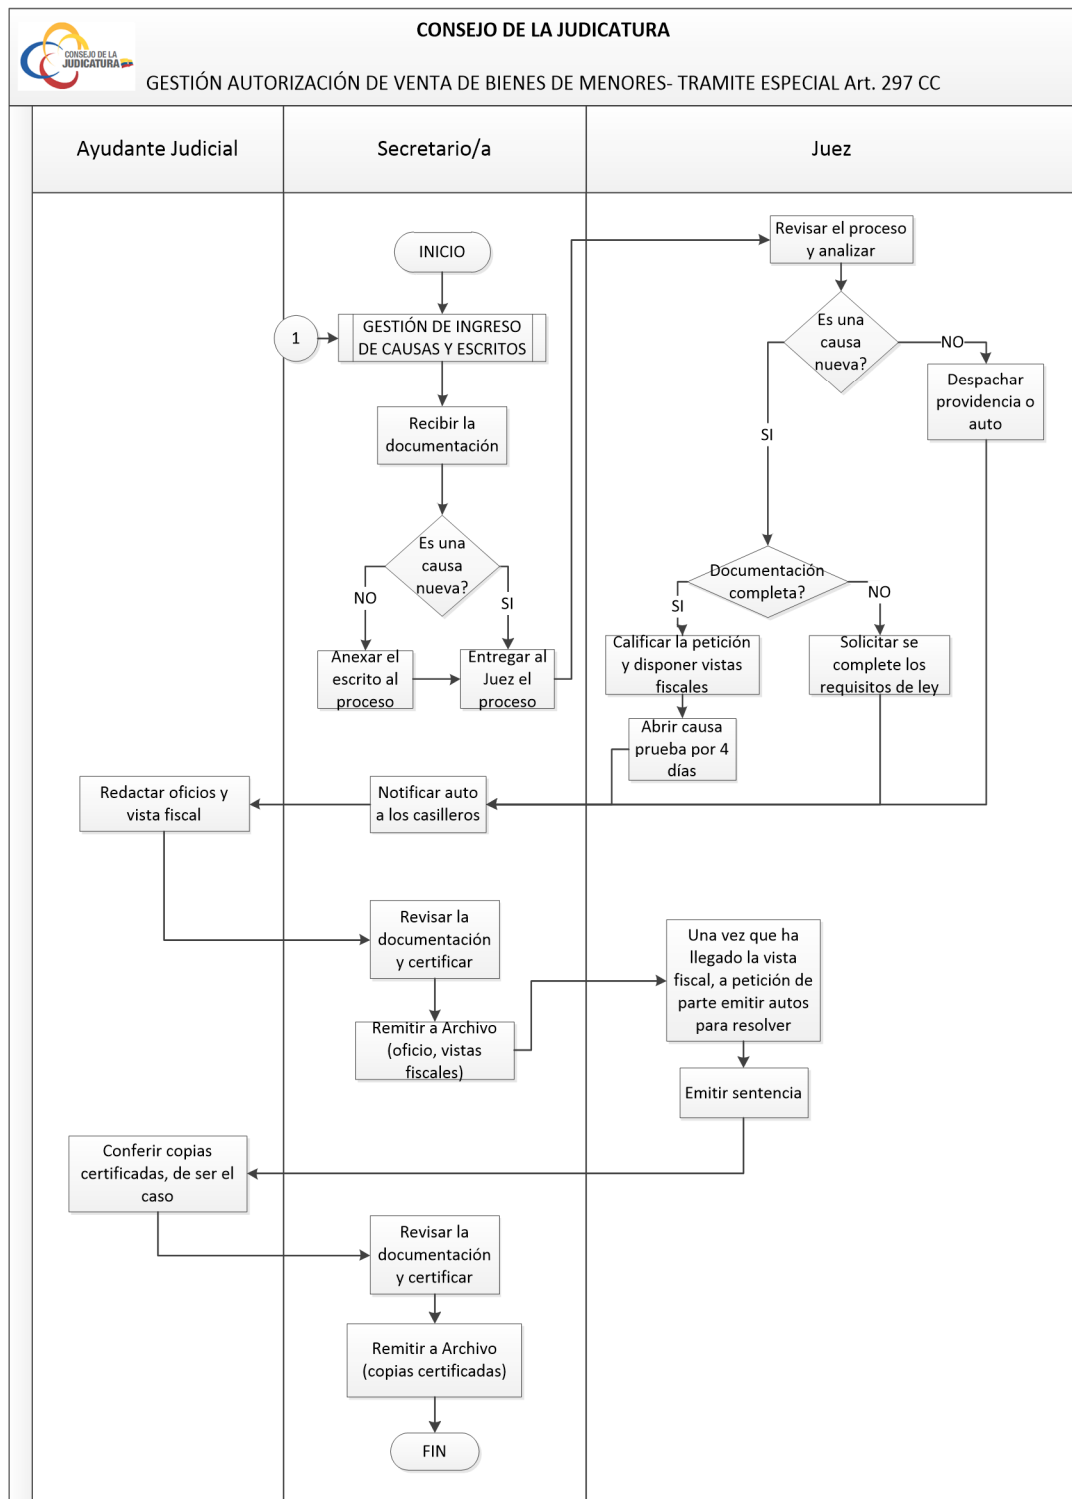 CONSEJO DE LA JUDICATURA
CONSEJO DE LA
JUDICATURA
GESTIÓN AUTORIZACIÓN DE VENTA DE BIENES DE MENORES- TRAMITE ESPECIAL Art. 297 CC
Ayudante Judicial
Secretario/a
Juez
INICIO
1
GESTIÓN DE INGRESO
DE CAUSAS Y ESCRITOS
Recibir la
documentación
Es una
causa
nueva?
NO
SI
Anexar el
escrito al
proceso
Entregar al
Juez el
proceso
Revisar el proceso
y analizar
Es una
causa
nueva?
NO
SI
Despachar
providencia o
auto
Documentación
completa?
SI
NO
Calificar la petición
y disponer vistas
fiscales
Solicitar se
complete los
requisitos de ley
Abrir causa
prueba por 4
días
Notificar auto
a los casilleros
Redactar oficios y
vista fiscal
Revisar la
documentación
y certificar
Remitir a Archivo
(oficio, vistas
fiscales)
Una vez que ha
llegado la vista
fiscal, a petición de
parte emitir autos
para resolver
Emitir sentencia
Conferir copias
certificadas, de ser el
caso
Revisar la
documentación
y certificar
Remitir a Archivo
(copias certificadas)
FIN